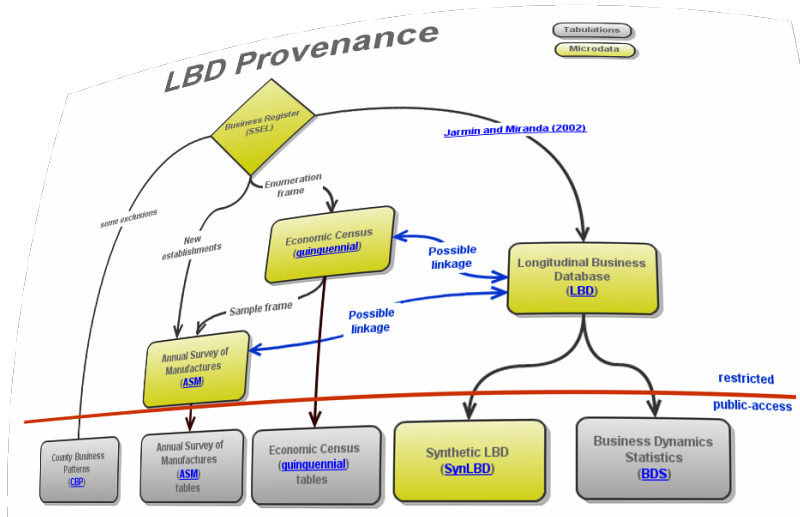 LBD Provenance
Tabulations
Microdata
Business Register
(SSEL)
Jarmin and Miranda (2002)
Enumeration
frame
some exclusions
New
establishments
Economic Census
(quinquennial)
Possible
linkage
Longitudinal Business
Database
(LBD)
Sample frame
Possible
linkage
Annual Survey of
Manufactures
(ASM)
restricted
public-access
County Business
Patterns
(CBP)
Annual Survey of
Manufactures
(ASM)
tables
Economic Census
(quinquennial)
tables
Synthetic LBD
(SynLBD)
Business Dynamics
Statistics
(BDS)